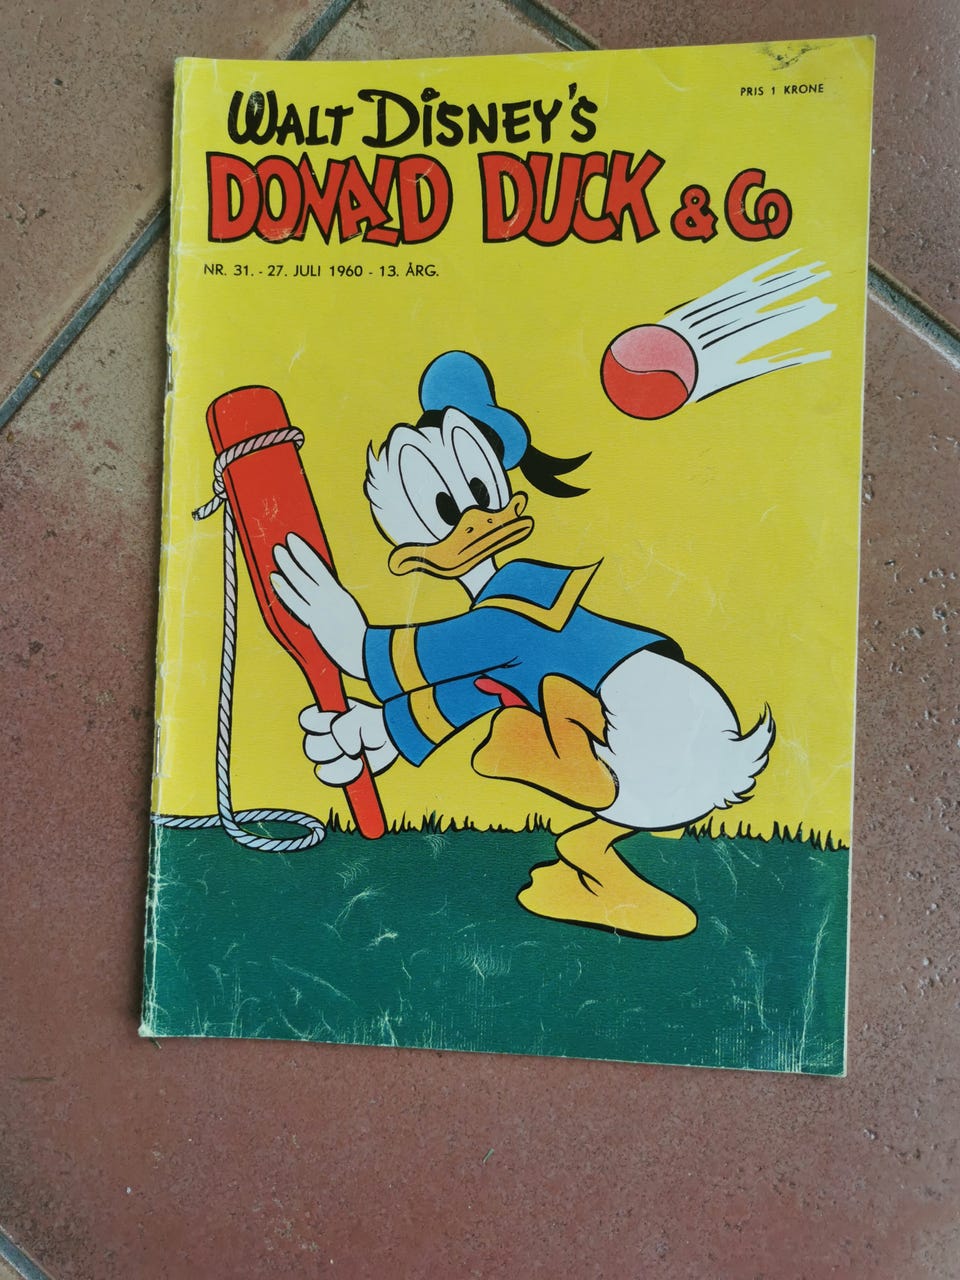 PRIS 1 KRONE
WALT DISNEY'S
DONALD DUCK & Co
NR. 31. - 27. JULI 1960 - 13. ÅRG.